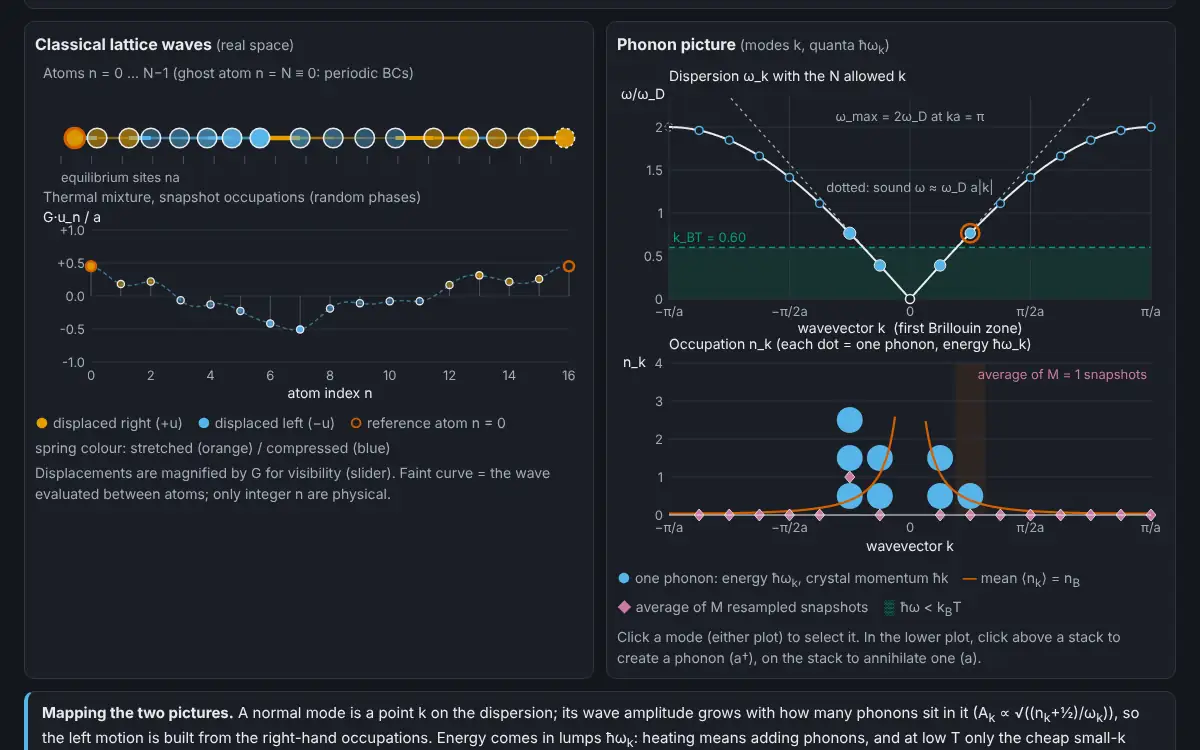 Classical lattice waves (real space)
Atoms n = 0 … N−1 (ghost atom n = N ≡ 0: periodic BCs)
equilibrium sites na
Thermal mixture, snapshot occupations (random phases)
G·u_n / a
+1.0
+0.5
0.0
-0.5
-1.0
0 2 4 6 8 10 12 14 16
atom index n
displaced right (+u) displaced left (−u) reference atom n = 0
spring colour: stretched (orange) / compressed (blue)
Displacements are magnified by G for visibility (slider). Faint curve = the wave
evaluated between atoms; only integer n are physical.
Phonon picture (modes k, quanta ħωk)
Dispersion ω_k with the N allowed k
ω/ω_D
ω_max = 2ω_D at ka = π
2
1.5
dotted: sound ω ≈ ω_D a|k|
1
k_BT = 0.60
0.5
0
−π/a −π/2a 0 π/2a π/a
wavevector k (first Brillouin zone)
Occupation n_k (each dot = one phonon, energy ħω_k)
n_k
4
average of M = 1 snapshots
3
2
1
0
−π/a −π/2a 0 π/2a π/a
wavevector k
one phonon: energy ħωk, crystal momentum ħk mean ⟨nk⟩ = nB
average of M resampled snapshots ħω < kBT
Click a mode (either plot) to select it. In the lower plot, click above a stack to
create a phonon (a†), on the stack to annihilate one (a).
Mapping the two pictures. A normal mode is a point k on the dispersion; its wave amplitude grows with how many phonons sit in it (Ak ∝ √((nk+½)/ωk)), so
the left motion is built from the right-hand occupations. Energy comes in lumps ħωk: heating means adding phonons, and at low T only the cheap small-k